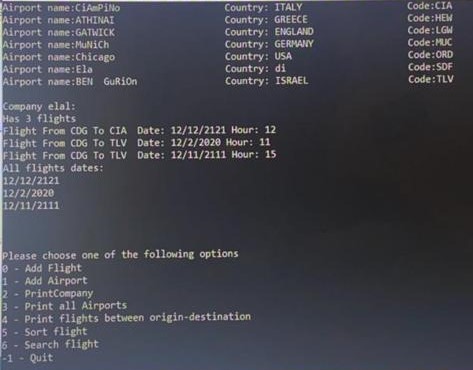 Airport name:CiAmPiNo Country: ITALY Code:CIA
Airport name:ATHINAI Country: GREECE Code:HEW
Airport name:GATWICK Country: ENGLAND Code:LGW
Airport name:MuNiCh Country: GERMANY Code:MUC
Airport name:Chicago Country: USA Code:ORD
Airport name:Ela Country: di Code:SDF
Airport name:BEN  GuRiOn Country: ISRAEL Code:TLV
Company elal:
Has 3 flights
Flight From CDG To CIA Date: 12/12/2121 Hour: 12
Flight From CDG To TLV Date: 12/2/2020 Hour: 11
Flight From CDG To TLV Date: 12/11/2111 Hour: 15
All flights dates:
12/12/2121
12/2/2020
12/11/2111
Please choose one of the following options
0 - Add Flight
1 - Add Airport
2 - PrintCompany
3 - Print all Airports
4 - Print flights between origin-destination
5 - Sort flight
6 - Search flight
-1 - Quit